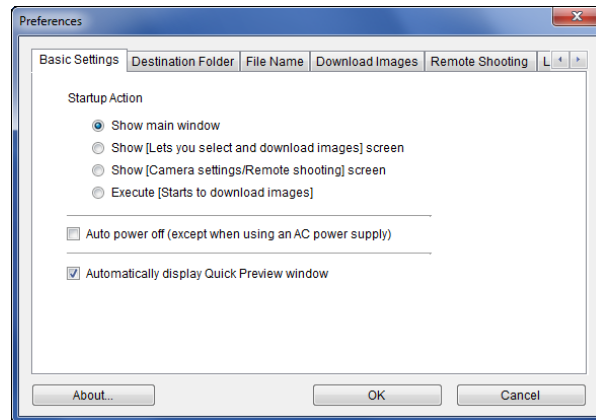 Preferences
Basic Settings Destination Folder File Name Download Images Remote Shooting L
Startup Action
Show main window
Show [Lets you select and download images] screen
Show [Camera settings/Remote shooting] screen
Execute [Starts to download images]
Auto power off (except when using an AC power supply)
Automatically display Quick Preview window
About... OK Cancel